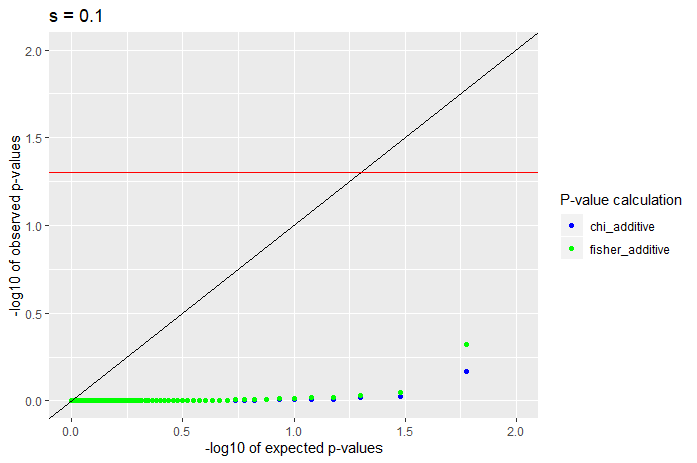 s = 0.1
2.0
1.5
1.0
0.5
0.0
-log10 of observed p-values
0.0 0.5 1.0 1.5 2.0
-log10 of expected p-values
P-value calculation
chi_additive
fisher_additive